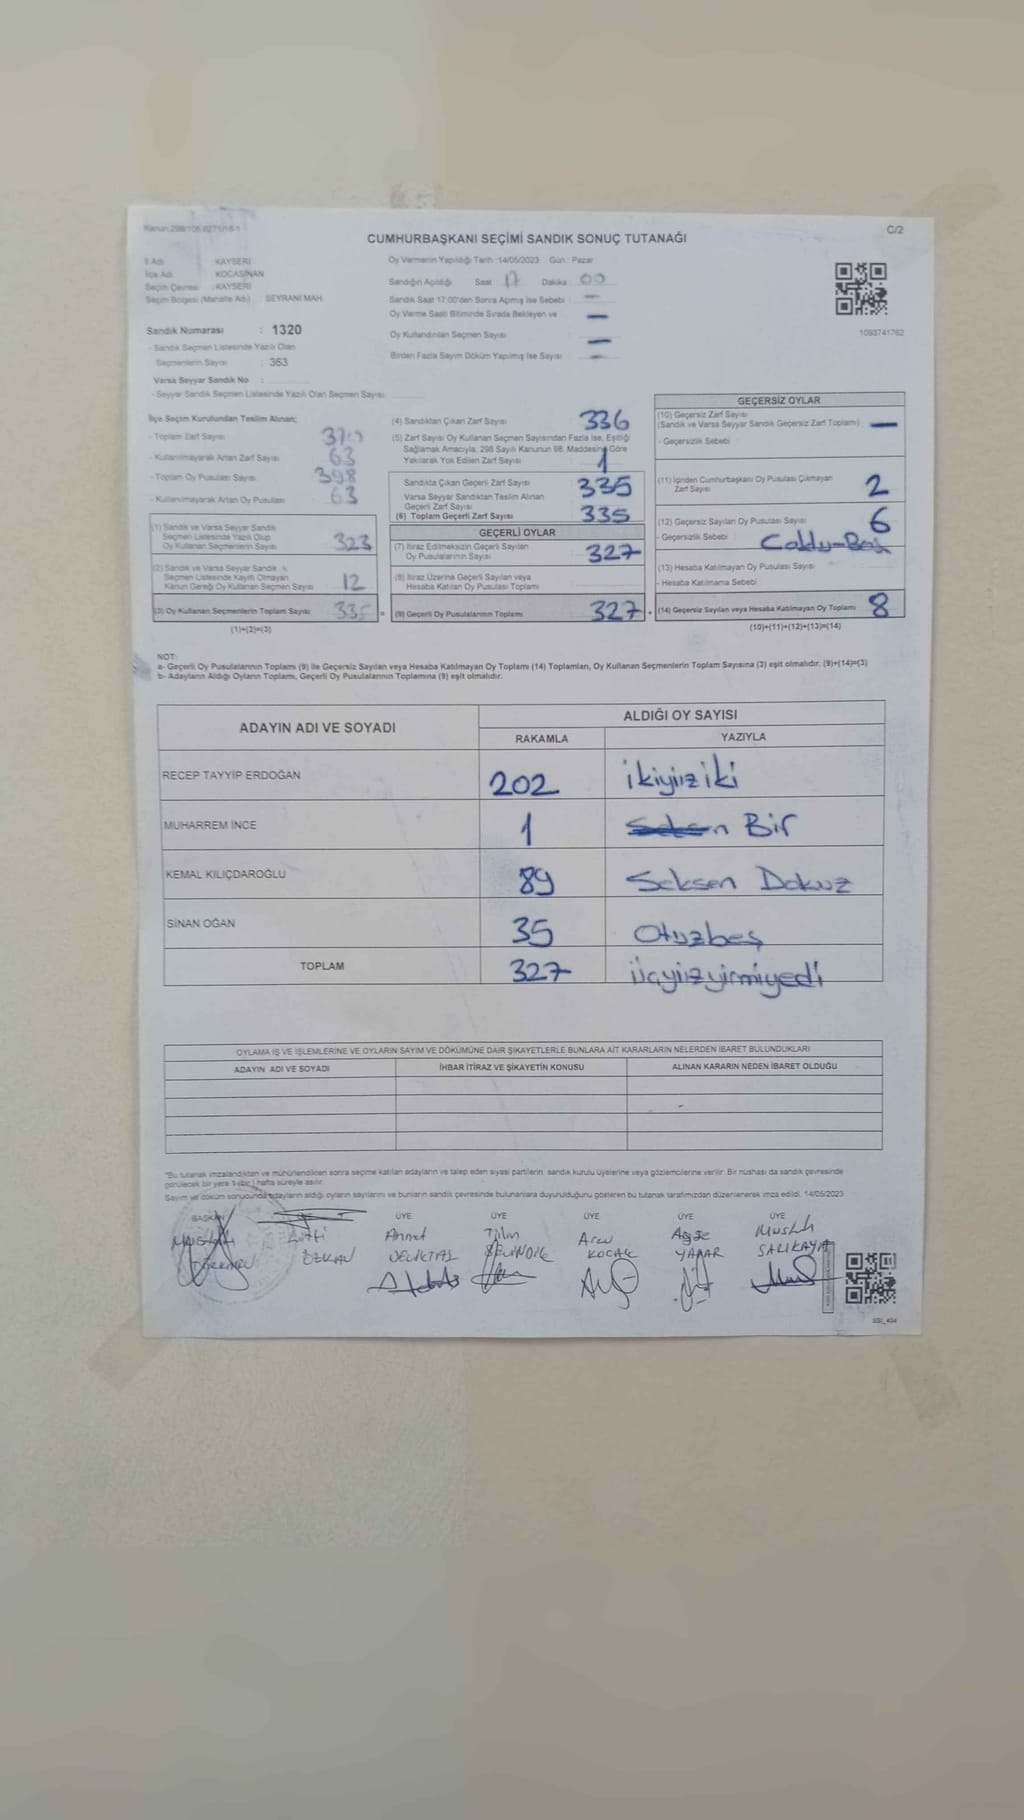 Kanun:298/105
C/2
CUMHURBAŞKANI SEÇİMİ SANDIK SONUÇ TUTANAĞI
İl Adı : KAYSERİ
İlçe Adı : KOCASİNAN
Seçim Çevresi : KAYSERİ
Seçim Bölgesi (Mahalle Adı) : SEYRANİ MAH.
Oy Vermenin Yapıldığı Tarih :14/05/2023 Gün : Pazar
Sandığın Açıldığı Saat 17 Dakika 00
Sandık Saat 17:00'den Sonra Açılmış İse Sebebi : —
Oy Verme Saati Bitiminde Sırada Bekleyen ve
Oy Kullandırılan Seçmen Sayısı —
Birden Fazla Sayım Döküm Yapılmış İse Sayısı —
1093741762
Sandık Numarası : 1320
- Sandık Seçmen Listesinde Yazılı Olan
Seçmenlerin Sayısı : 363
Varsa Seyyar Sandık No :
- Seyyar Sandık Seçmen Listesinde Yazılı Olan Seçmen Sayısı
İlçe Seçim Kurulundan Teslim Alınan;
- Toplam Zarf Sayısı
- Kullanılmayarak Artan Zarf Sayısı 63
- Toplam Oy Pusulası Sayısı 398
- Kullanılmayarak Artan Oy Pusulası 63
(1) Sandık ve Varsa Seyyar Sandık
Seçmen Listesinde Yazılı Olup
Oy Kullanan Seçmenlerin Sayısı 323
(2) Sandık ve Varsa Seyyar Sandık
Seçmen Listesinde Kayıtlı Olmayan
Kanun Gereği Oy Kullanan Seçmen Sayısı 12
(3) Oy Kullanan Seçmenlerin Toplam Sayısı 335 =
(1)+(2)=(3)
(4) Sandıktan Çıkan Zarf Sayısı 336
(5) Zarf Sayısı Oy Kullanan Seçmen Sayısından Fazla İse, Eşitliği
Sağlamak Amacıyla; 298 Sayılı Kanunun 98. Maddesine Göre
Yakılarak Yok Edilen Zarf Sayısı 1
Sandıkta Çıkan Geçerli Zarf Sayısı 335
Varsa Seyyar Sandıktan Teslim Alınan
Geçerli Zarf Sayısı
(6) Toplam Geçerli Zarf Sayısı 335
GEÇERLİ OYLAR
(7) İtiraz Edilmeksizin Geçerli Sayılan
Oy Pusulalarının Sayısı 327
(8) İtiraz Üzerine Geçerli Sayılan veya
Hesaba Katılan Oy Pusulası Toplamı
(9) Geçerli Oy Pusulalarının Toplamı 327 +
GEÇERSİZ OYLAR
(10) Geçersiz Zarf Sayısı
(Sandık ve Varsa Seyyar Sandık Geçersiz Zarf Toplamı) —
- Geçersizlik Sebebi
(11) İçinden Cumhurbaşkanı Oy Pusulası Çıkmayan
Zarf Sayısı 2
(12) Geçersiz Sayılan Oy Pusulası Sayısı 6
- Geçersizlik Sebebi
(13) Hesaba Katılmayan Oy Pusulası Sayısı
- Hesaba Katılmama Sebebi
(14) Geçersiz Sayılan veya Hesaba Katılmayan Oy Toplamı 8
(10)+(11)+(12)+(13)=(14)
NOT:
a- Geçerli Oy Pusulalarının Toplamı (9) ile Geçersiz Sayılan veya Hesaba Katılmayan Oy Toplamı (14) Toplamları, Oy Kullanan Seçmenlerin Toplam Sayısına (3) eşit olmalıdır. (9)+(14)=(3)
b- Adayların Aldığı Oyların Toplamı, Geçerli Oy Pusulalarının Toplamına (9) eşit olmalıdır.
ADAYIN ADI VE SOYADI
ALDIĞI OY SAYISI
RAKAMLA YAZIYLA
RECEP TAYYİP ERDOĞAN 202 ikiyüziki
MUHARREM İNCE 1 Bir
KEMAL KILIÇDAROĞLU 89 Seksen Dokuz
SİNAN OĞAN 35 Otuzbeş
TOPLAM 327 üçyüzyirmiyedi
OYLAMA İŞ VE İŞLEMLERİNE VE OYLARIN SAYIM VE DÖKÜMÜNE DAİR ŞİKAYETLERLE BUNLARA AİT KARARLARIN NELERDEN İBARET BULUNDUKLARI
ADAYIN ADI VE SOYADI İHBAR İTİRAZ VE ŞİKAYETİN KONUSU ALINAN KARARIN NEDEN İBARET OLDUĞU
*Bu tutanak imzalandıktan ve mühürlendikten sonra seçime katılan adayların ve talep eden siyasi partilerin sandık kurulu üyelerine veya gözlemcilerine verilir. Bir nüshası da sandık çevresinde
görülecek bir yere 1 (bir) hafta süreyle asılır.
Sayım ve döküm sonucunda adayların aldığı oyların sayılarını ve bunların sandık çevresinde bulunanlara duyurulduğunu gösteren bu tutanak tarafımızdan düzenlenerek imza edildi. 14/05/2023
BAŞKAN ÜYE ÜYE ÜYE ÜYE ÜYE
ÖZKAN
Ahmet
Arzu KOCAK
Ayşe YAŞAR
SARIKAYA